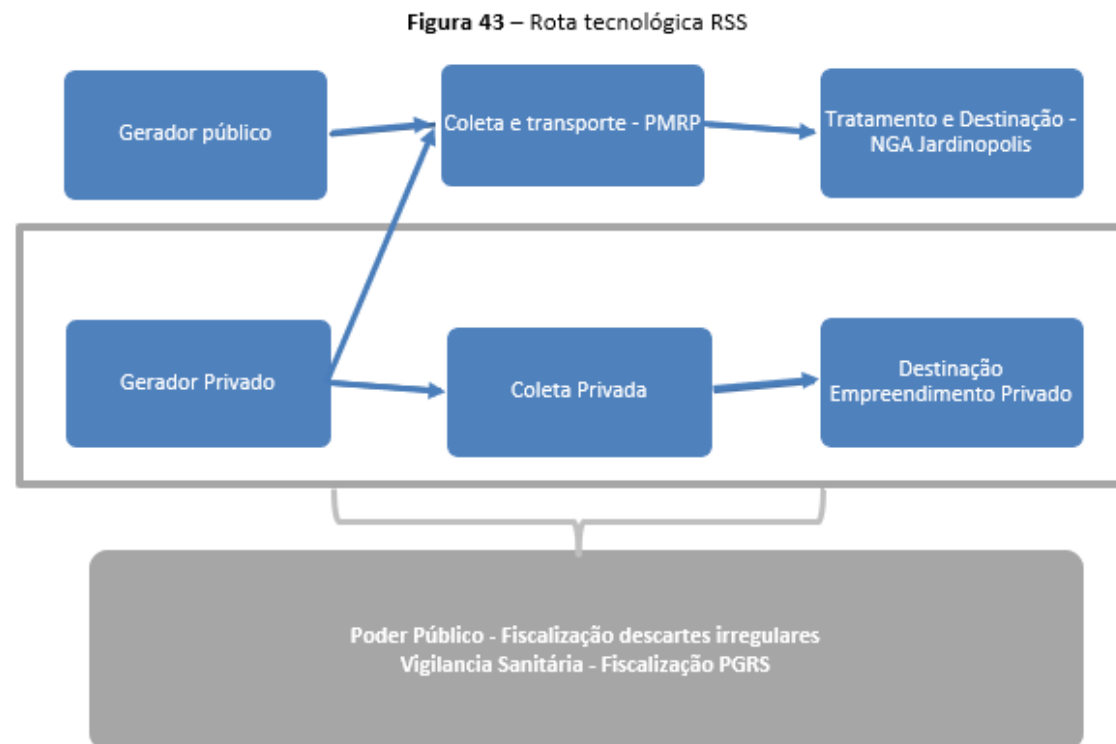 Figura 43 – Rota tecnológica RSS
Gerador público
Coleta e transporte - PMRP
Tratamento e Destinação -
NGA Jardinopolis
Gerador Privado
Coleta Privada
Destinação
Empreendimento Privado
Poder Público - Fiscalização descartes irregulares
Vigilancia Sanitária - Fiscalização PGRS